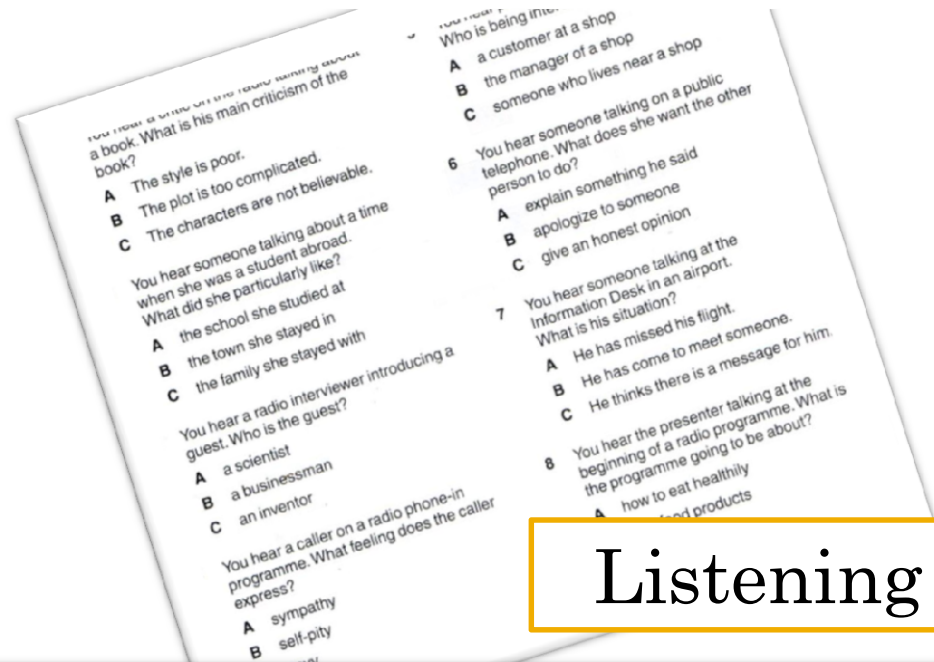 a book. What is his main criticism of the
book?
A The style is poor.
B The plot is too complicated.
C The characters are not believable.
You hear someone talking about a time
when she was a student abroad.
What did she particularly like?
A the school she studied at
B the town she stayed in
C the family she stayed with
You hear a radio interviewer introducing a
guest. Who is the guest?
A a scientist
B a businessman
C an inventor
You hear a caller on a radio phone-in
programme. What feeling does the caller
express?
A sympathy
B self-pity
Who is being
A a customer at a shop
B the manager of a shop
C someone who lives near a shop
6 You hear someone talking on a public
telephone. What does she want the other
person to do?
A explain something he said
B apologize to someone
C give an honest opinion
7 You hear someone talking at the
Information Desk in an airport.
What is his situation?
A He has missed his flight.
B He has come to meet someone.
C He thinks there is a message for him.
8 You hear the presenter talking at the
beginning of a radio programme. What is
the programme going to be about?
A how to eat healthily
products
Listening